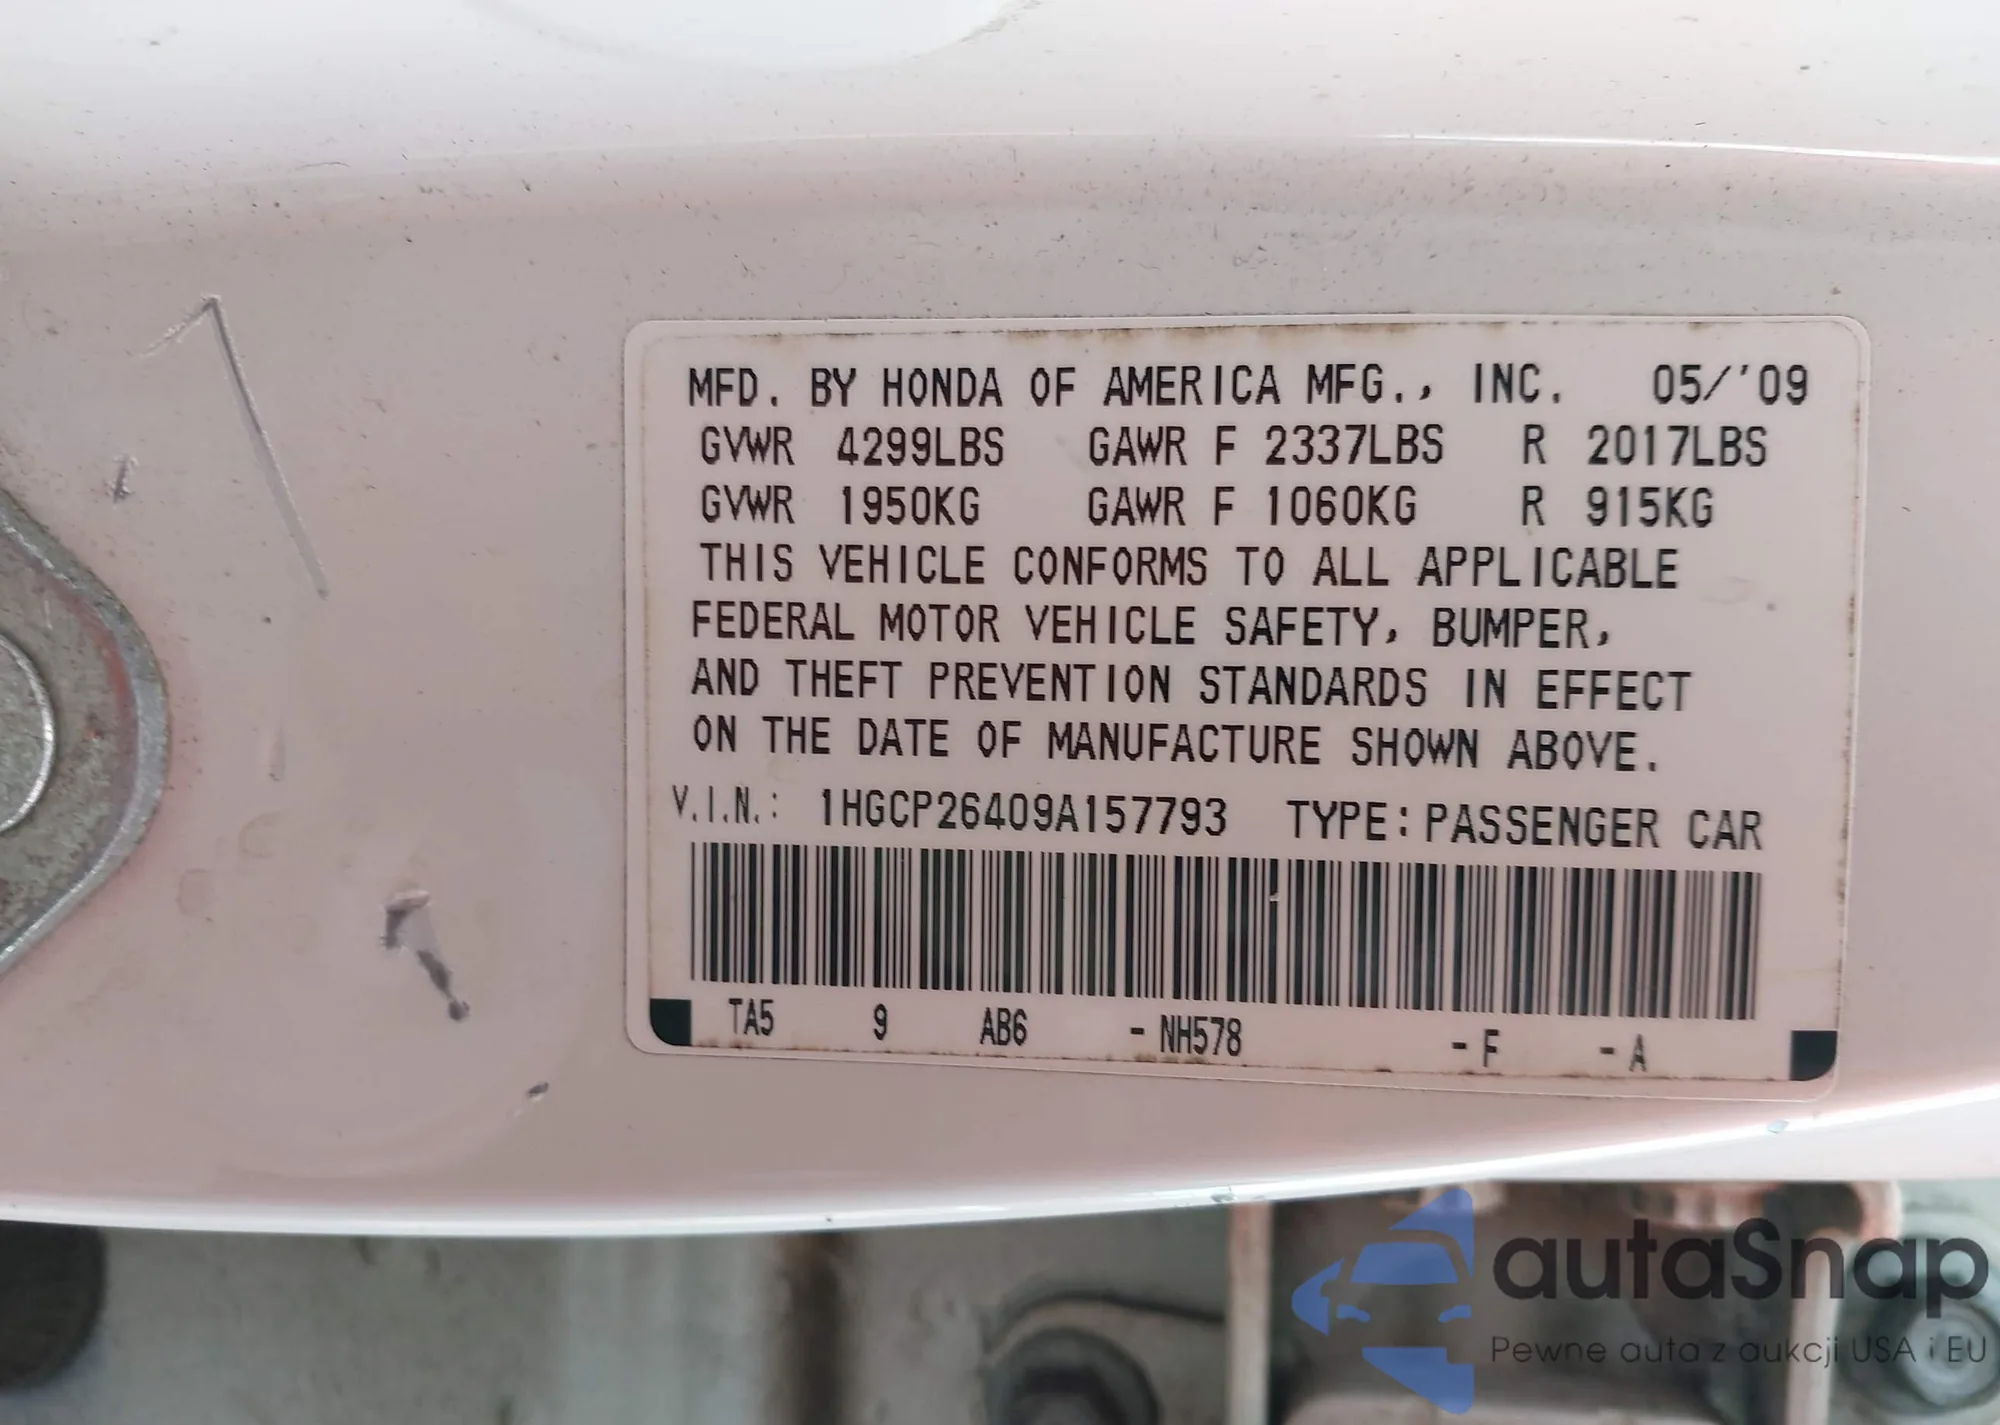 MFD. BY HONDA OF AMERICA MFG., INC. 05/'09
GVWR 4299LBS GAWR F 2337LBS R 2017LBS
GVWR 1950KG GAWR F 1060KG R 915KG
THIS VEHICLE CONFORMS TO ALL APPLICABLE
FEDERAL MOTOR VEHICLE SAFETY, BUMPER,
AND THEFT PREVENTION STANDARDS IN EFFECT
ON THE DATE OF MANUFACTURE SHOWN ABOVE.
V.I.N.: 1HGCP26409A157793 TYPE: PASSENGER CAR
TA5 9 AB6 - NH578 - F - A
autaSnap
Pewne auta z aukcji USA i EU